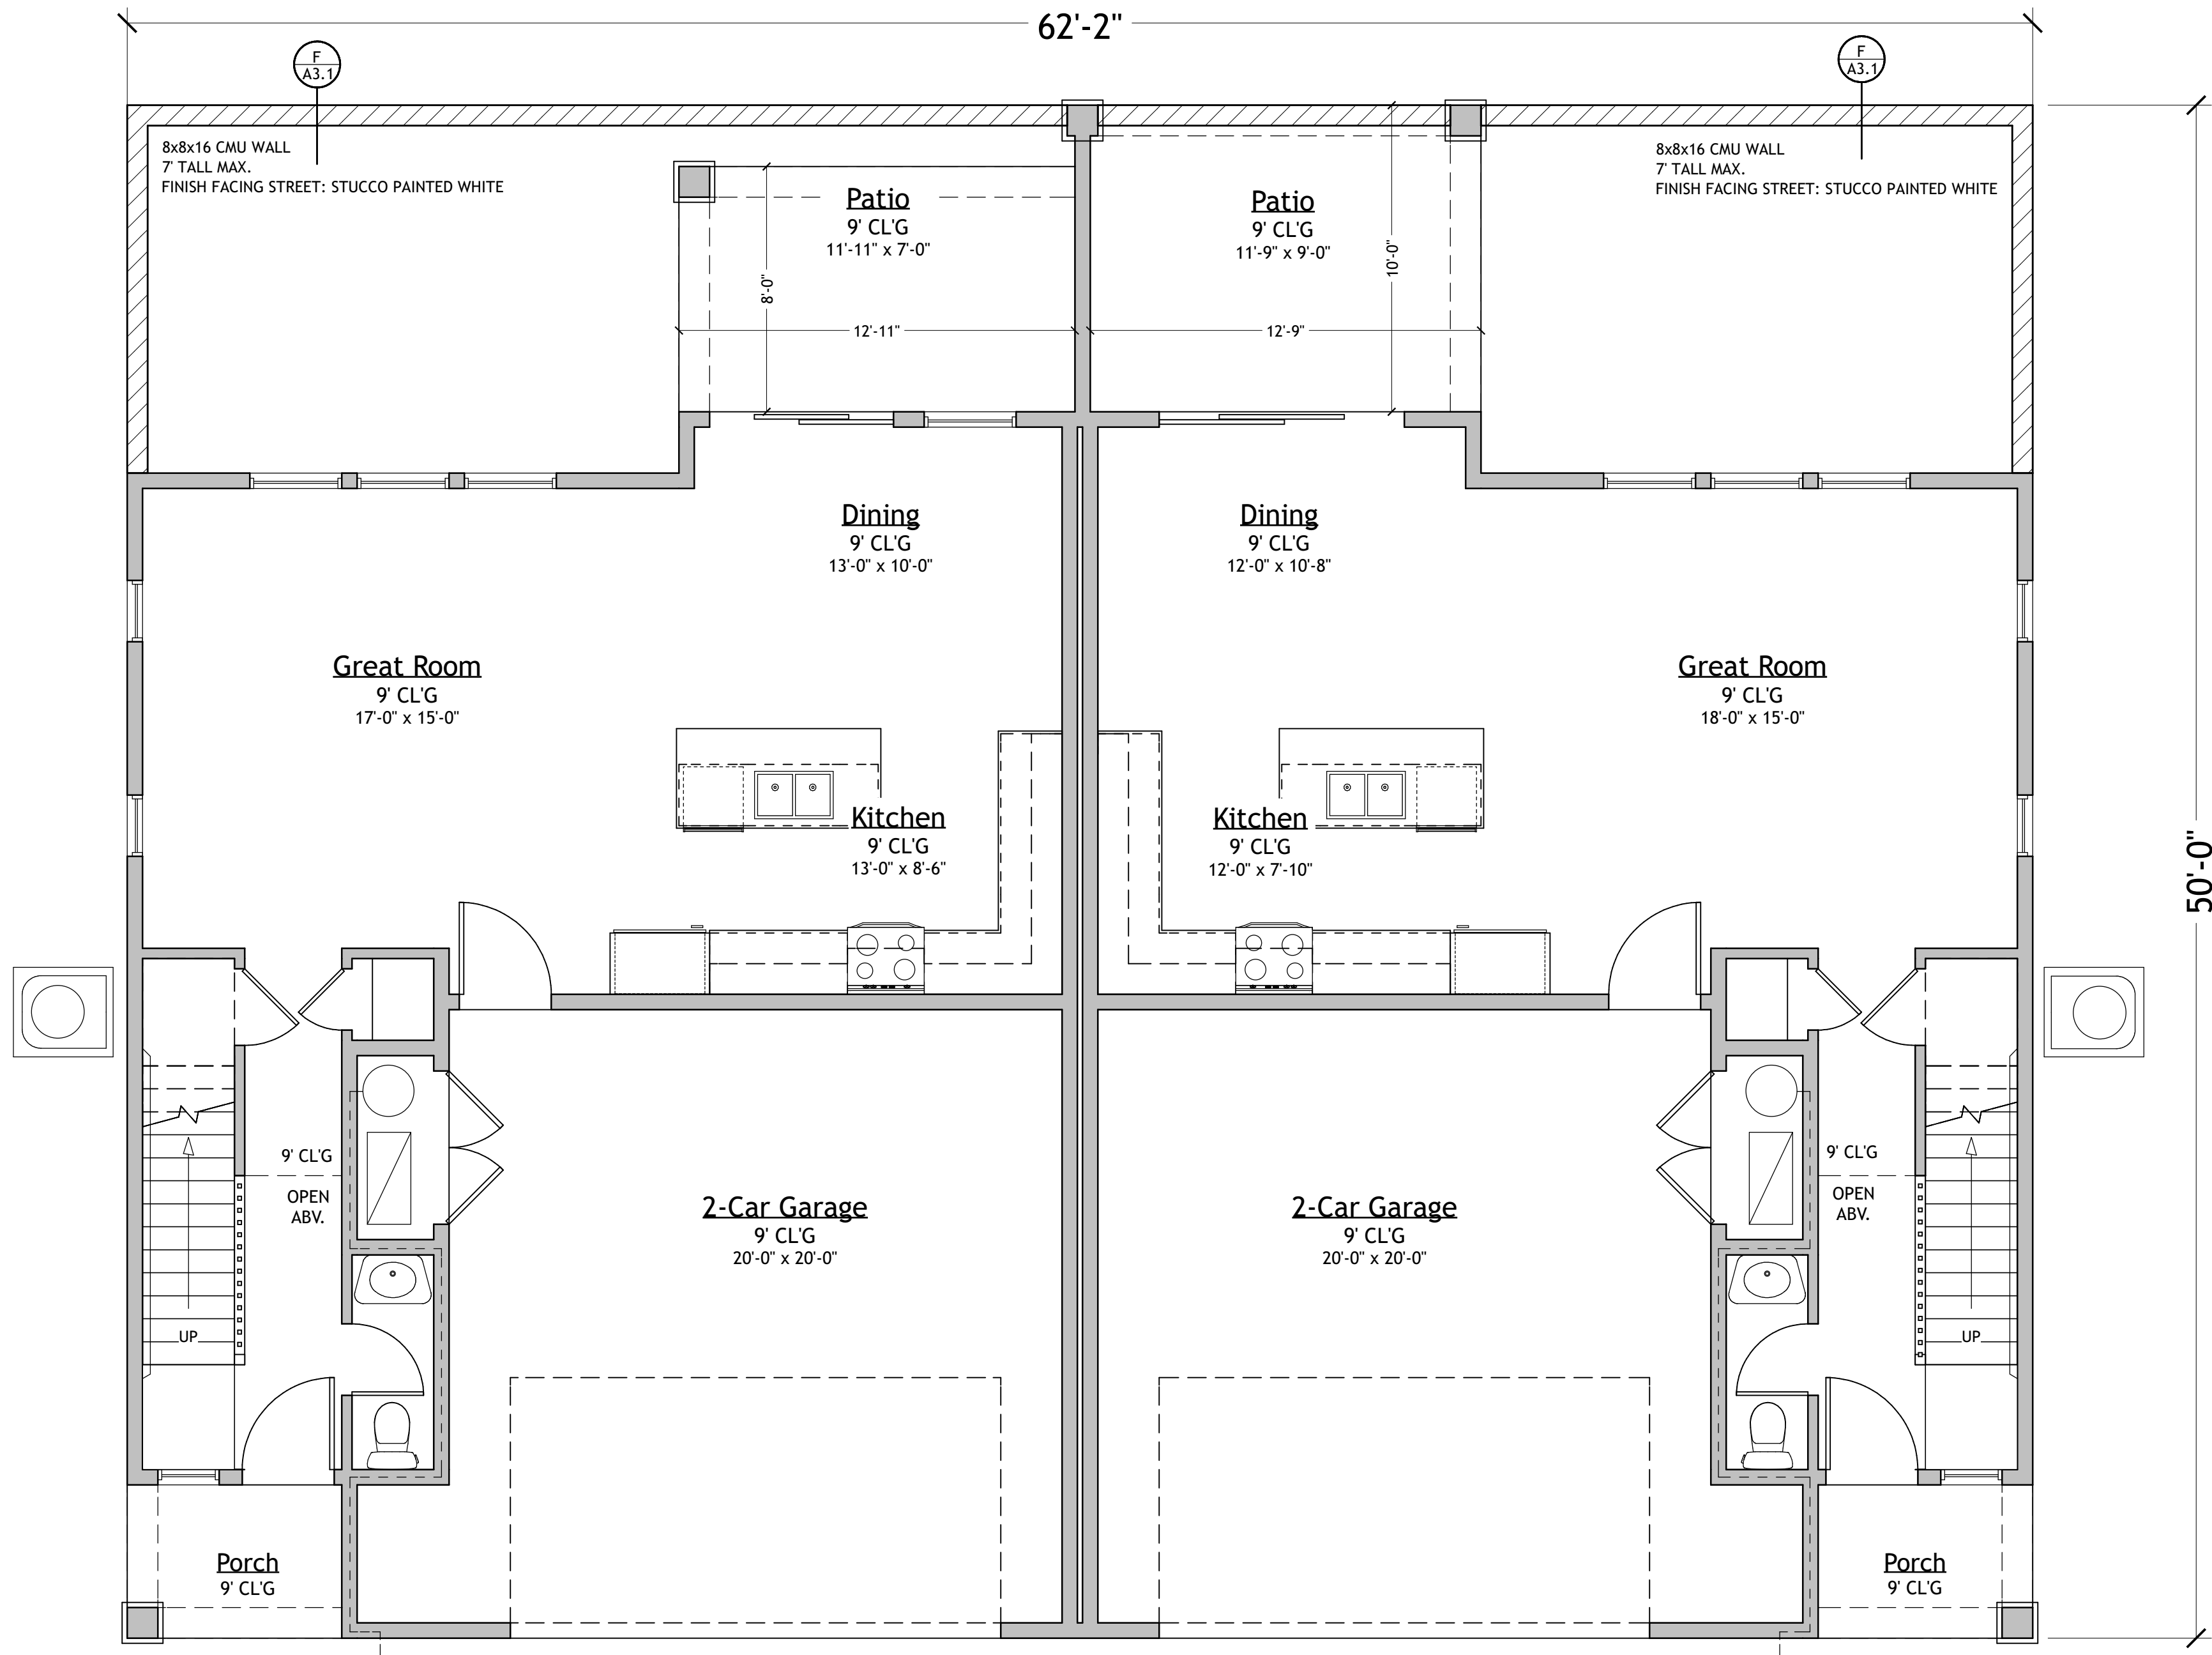 62'-2"
F
A3.1
F
A3.1
8x8x16 CMU WALL
7' TALL MAX.
FINISH FACING STREET: STUCCO PAINTED WHITE
8x8x16 CMU WALL
7' TALL MAX.
FINISH FACING STREET: STUCCO PAINTED WHITE
Patio
9' CL'G
11'-11" x 7'-0"
Patio
9' CL'G
11'-9" x 9'-0"
8'-0"
10'-0"
12'-11"
12'-9"
Dining
9' CL'G
13'-0" x 10'-0"
Dining
9' CL'G
12'-0" x 10'-8"
Great Room
9' CL'G
17'-0" x 15'-0"
Great Room
9' CL'G
18'-0" x 15'-0"
Kitchen
9' CL'G
13'-0" x 8'-6"
Kitchen
9' CL'G
12'-0" x 7'-10"
50'-0"
9' CL'G
OPEN
ABV.
9' CL'G
OPEN
ABV.
2-Car Garage
9' CL'G
20'-0" x 20'-0"
2-Car Garage
9' CL'G
20'-0" x 20'-0"
UP
UP
Porch
9' CL'G
Porch
9' CL'G